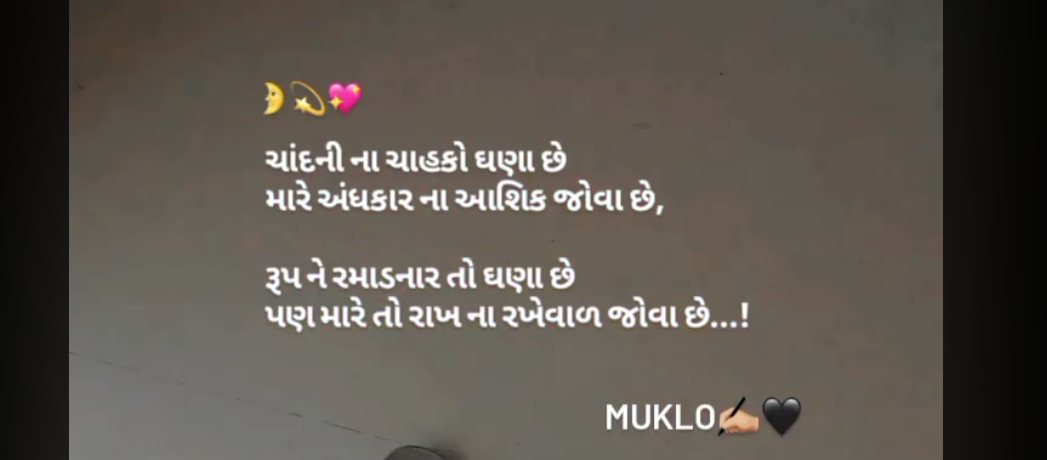 🌛💫💖
ચાંદની ના ચાહકો ઘણા છે
મારે અંધકાર ના આશિક જોવા છે,
રૂપ ને રમાડનાર તો ઘણા છે
પણ મારે તો રાખ ના રખેવાળ જોવા છે...!
MUKLO✍🏼🖤